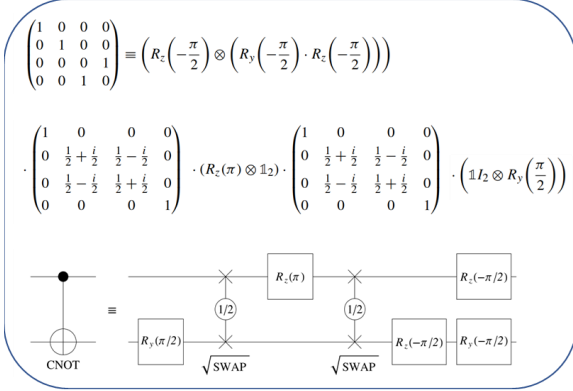 (1 0 0 0
0 1 0 0
0 0 0 1
0 0 1 0) ≡ (R_z(−π/2) ⊗ (R_y(−π/2) · R_z(−π/2)))
· (1 0 0 0
0 1/2 + i/2 1/2 − i/2 0
0 1/2 − i/2 1/2 + i/2 0
0 0 0 1) · (R_z(π) ⊗ 𝟙_2) · (1 0 0 0
0 1/2 + i/2 1/2 − i/2 0
0 1/2 − i/2 1/2 + i/2 0
0 0 0 1) · (𝟙I_2 ⊗ R_y(π/2))
R_z(π) R_z(−π/2)
≡ 1/2 1/2
R_y(π/2) R_z(−π/2) R_y(−π/2)
CNOT √SWAP √SWAP